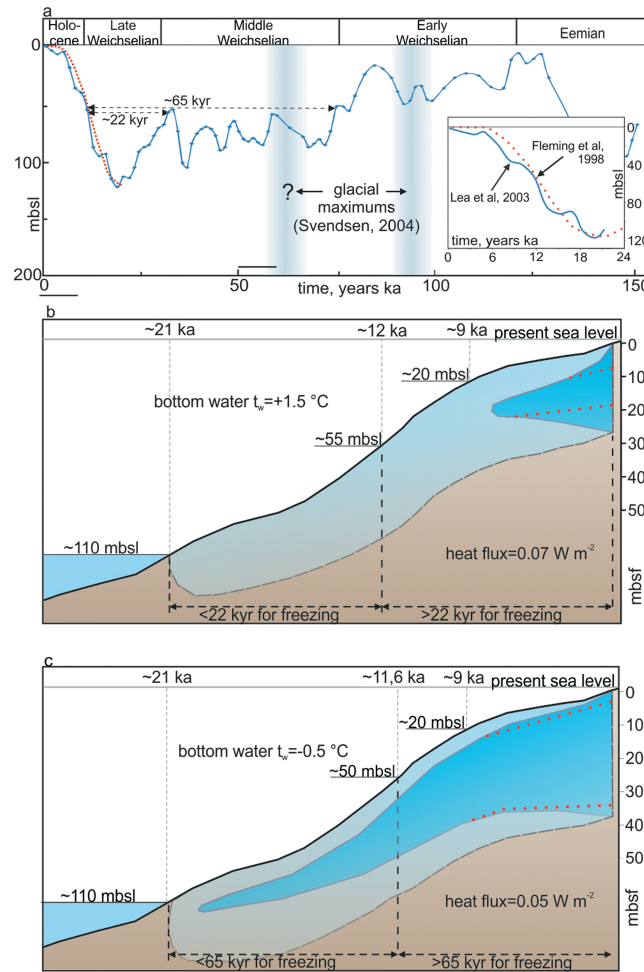 a
Holo-
cene
Late
Weichselian
Middle
Weichselian
Early
Weichselian
Eemian
0
100
200
mbsl
~65 kyr
~22 kyr
?
glacial
maximums
(Svendsen, 2004)
50
100
150
time, years ka
Fleming et al,
1998
Lea et al, 2003
0
40
80
120
mbsl
time, years ka
0 6 12 18 24
b
~21 ka
~12 ka
~9 ka
present sea level
~20 mbsl
bottom water tw=+1.5 °C
~55 mbsl
~110 mbsl
heat flux=0.07 W m-2
<22 kyr for freezing
>22 kyr for freezing
0
10
20
30
40
50
mbsf
c
~21 ka
~11,6 ka
~9 ka
present sea level
~20 mbsl
bottom water tw=-0.5 °C
~50 mbsl
~110 mbsl
heat flux=0.05 W m-2
<65 kyr for freezing
>65 kyr for freezing
0
10
20
30
40
50
mbsf